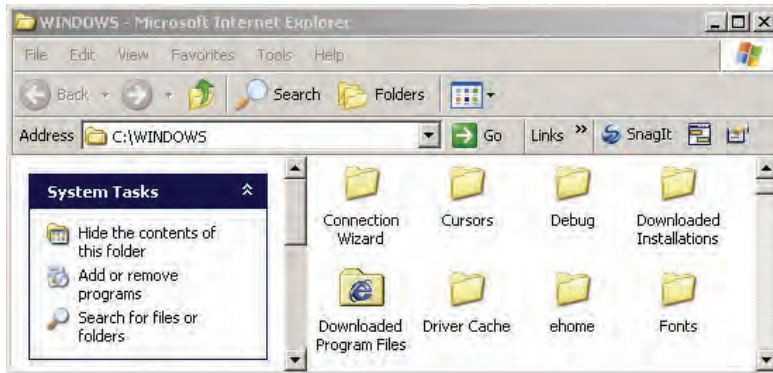 WINDOWS - Microsoft Internet Explorer
File Edit View Favorites Tools Help
Back Search Folders
Address C:\WINDOWS Go Links » SnagIt
System Tasks
Hide the contents of
this folder
Add or remove
programs
Search for files or
folders
Connection
Wizard
Cursors
Debug
Downloaded
Installations
Downloaded
Program Files
Driver Cache
ehome
Fonts